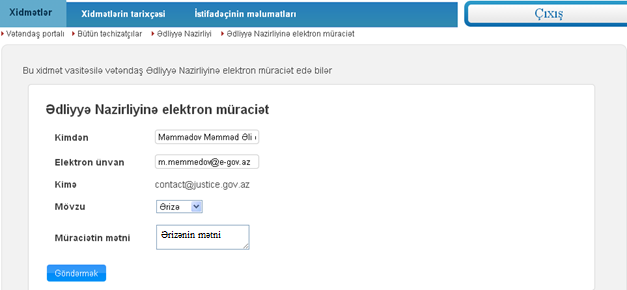 Xidmətlər Xidmətlərin tarixçəsi İstifadəçinin məlumatları Çıxış
Vətəndaş portalı Bütün təchizatçılar Ədliyyə Nazirliyi Ədliyyə Nazirliyinə elektron müraciət
Bu xidmət vasitəsilə vətəndaş Ədliyyə Nazirliyinə elektron müraciət edə bilər
Ədliyyə Nazirliyinə elektron müraciət
Kimdən Məmmədov Məmməd Əli
Elektron ünvan m.memmedov@e-gov.az
Kimə contact@justice.gov.az
Mövzu Ərizə
Müraciətin mətni Ərizənin mətni
Göndərmək